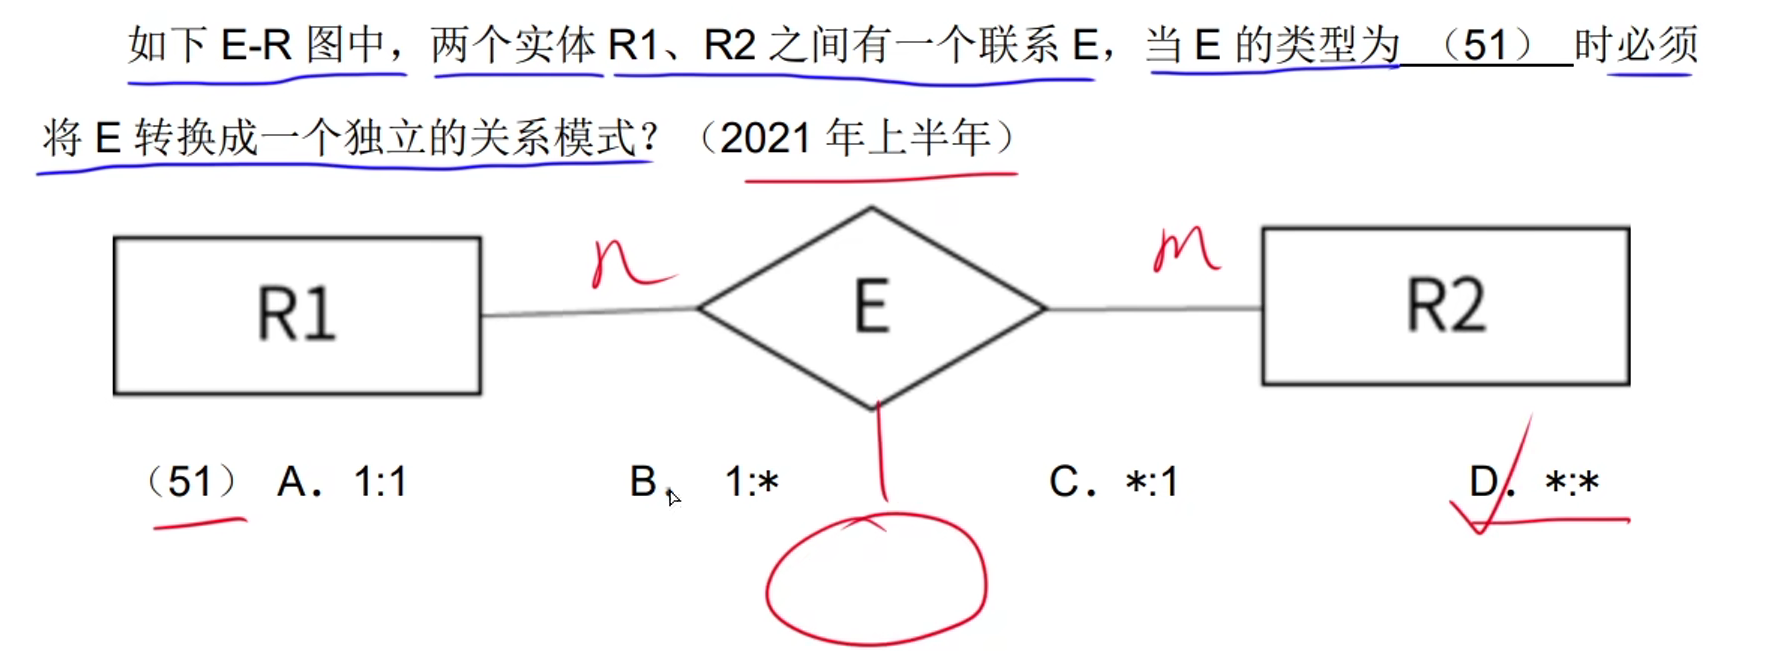 如下 E-R 图中，两个实体 R1、R2 之间有一个联系 E，当 E 的类型为 （51） 时必须
将 E 转换成一个独立的关系模式？（2021 年上半年）
n m
R1 E R2
（51） A. 1:1 B. 1:* C. *:1 D. *:*